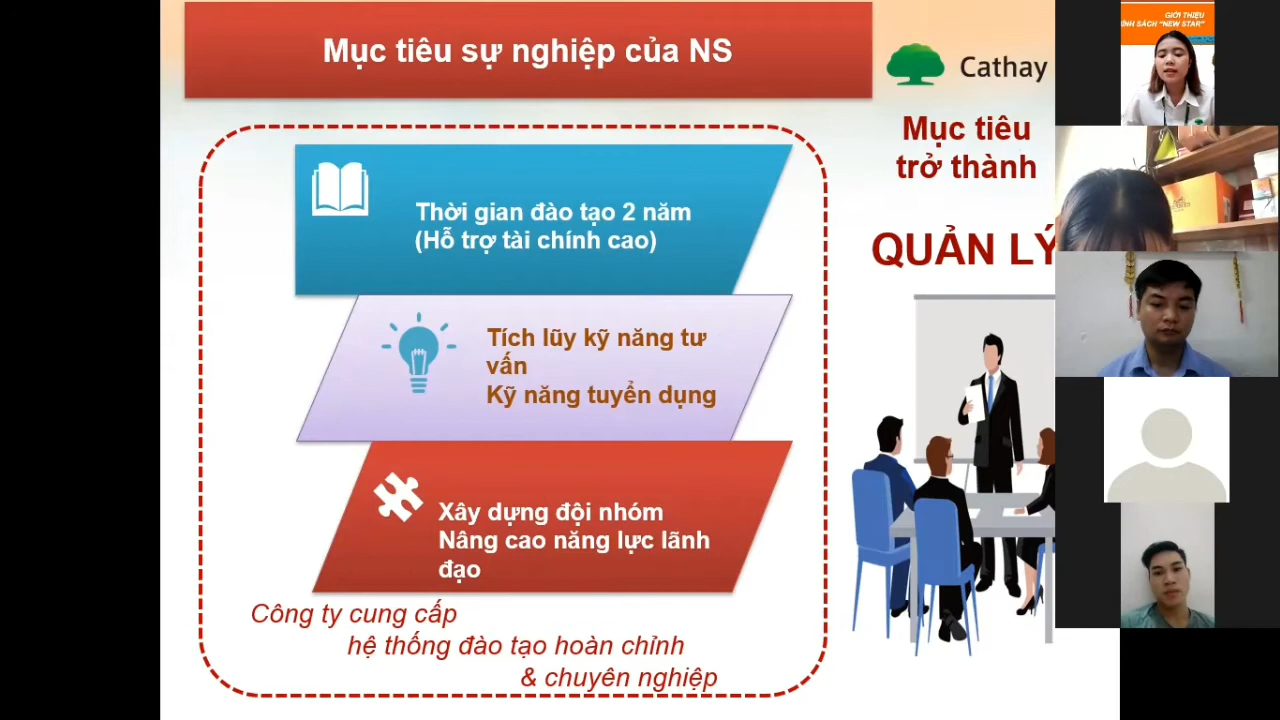 Mục tiêu sự nghiệp của NS
Cathay
Mục tiêu
trở thành
QUẢN LÝ
Thời gian đào tạo 2 năm
(Hỗ trợ tài chính cao)
Tích lũy kỹ năng tư
vấn
Kỹ năng tuyển dụng
Xây dựng đội nhóm
Nâng cao năng lực lãnh
đạo
Công ty cung cấp
hệ thống đào tạo hoàn chỉnh
& chuyên nghiệp
GIỚI THIỆU
SÁCH "NEW STAR"